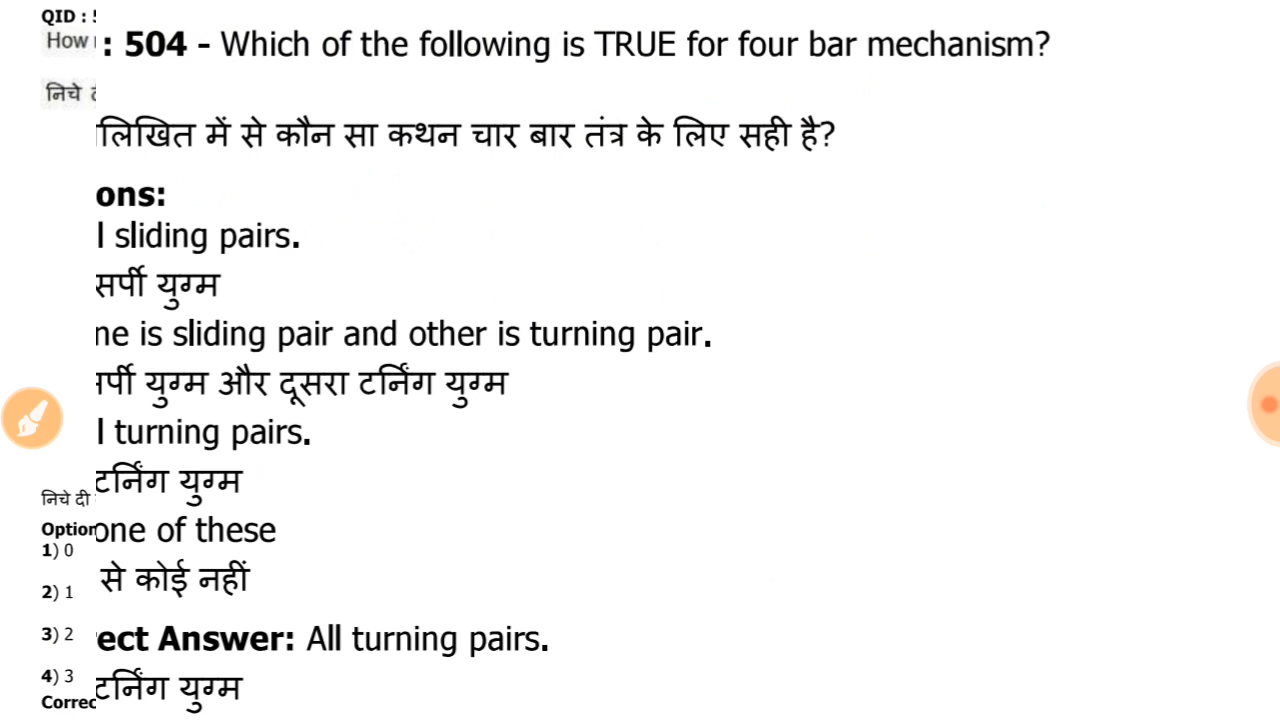 QID :
How
: 504 - Which of the following is TRUE for four bar mechanism?
निचे
लिखित में से कौन सा कथन चार बार तंत्र के लिए सही है?
ons:
l sliding pairs.
सर्पी युग्म
ne is sliding pair and other is turning pair.
र्पी युग्म और दूसरा टर्निंग युग्म
l turning pairs.
टर्निंग युग्म
निचे दी
Option
one of these
1) 0
से कोई नहीं
2) 1
3) 2
ect Answer: All turning pairs.
4) 3
टर्निंग युग्म
Correc